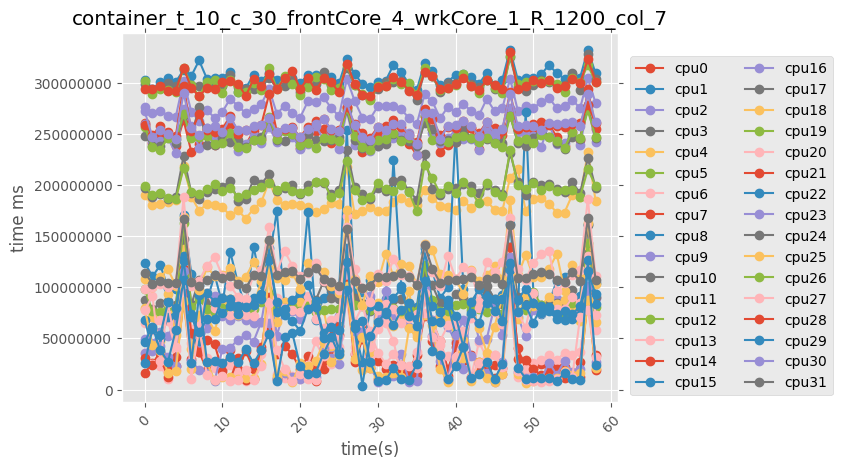 container_t_10_c_30_frontCore_4_wrkCore_1_R_1200_col_7
time ms
300000000
250000000
200000000
150000000
100000000
50000000
0
0
10
20
30
40
50
60
time(s)
cpu0
cpu1
cpu2
cpu3
cpu4
cpu5
cpu6
cpu7
cpu8
cpu9
cpu10
cpu11
cpu12
cpu13
cpu14
cpu15
cpu16
cpu17
cpu18
cpu19
cpu20
cpu21
cpu22
cpu23
cpu24
cpu25
cpu26
cpu27
cpu28
cpu29
cpu30
cpu31